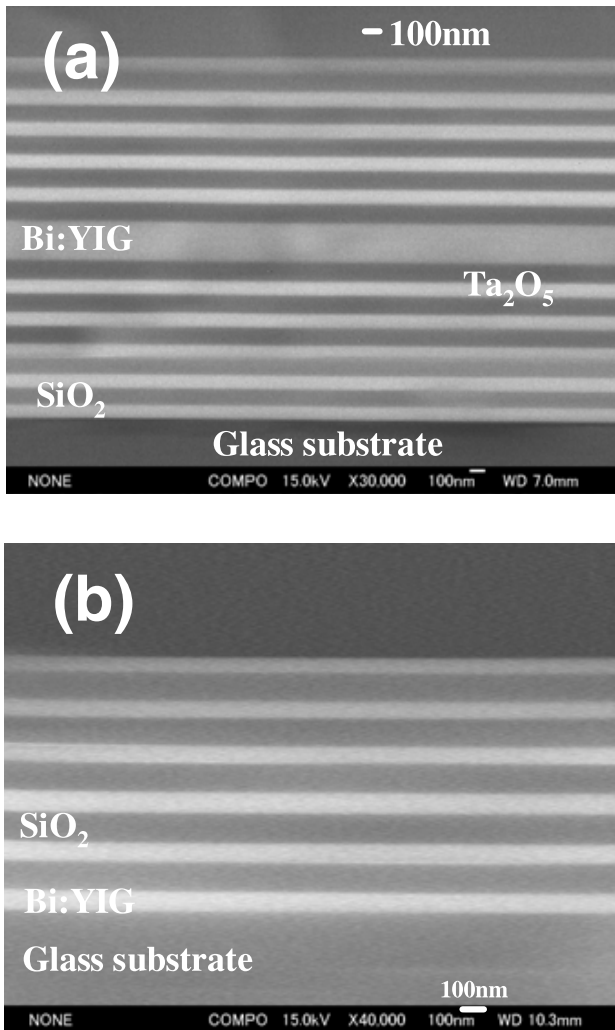 (a)
100nm
Bi:YIG
Ta₂O₅
SiO₂
Glass substrate
NONE COMPO 15.0kV X30,000 100nm WD 7.0mm
(b)
SiO₂
Bi:YIG
Glass substrate
100nm
NONE COMPO 15.0kV X40,000 100nm WD 10.3mm